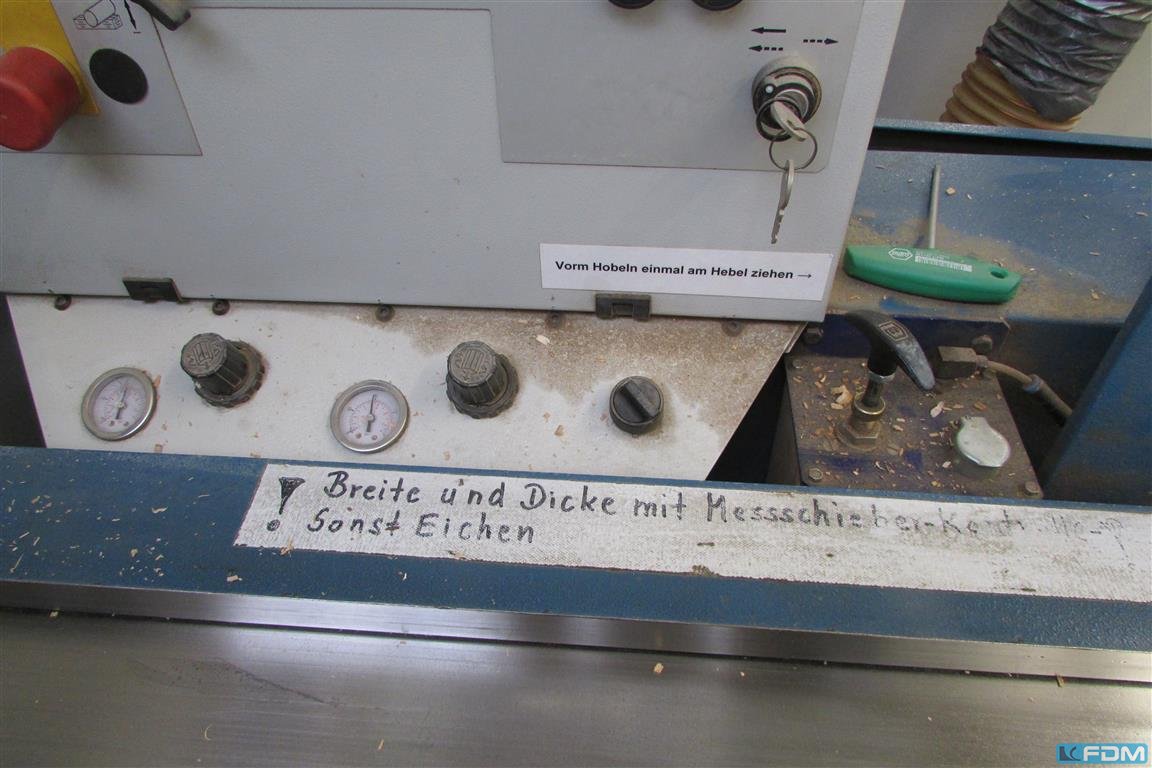 Vorm Hobeln einmal am Hebel ziehen →
! Breite und Dicke mit Messschieber
Sonst Eichen
FDM